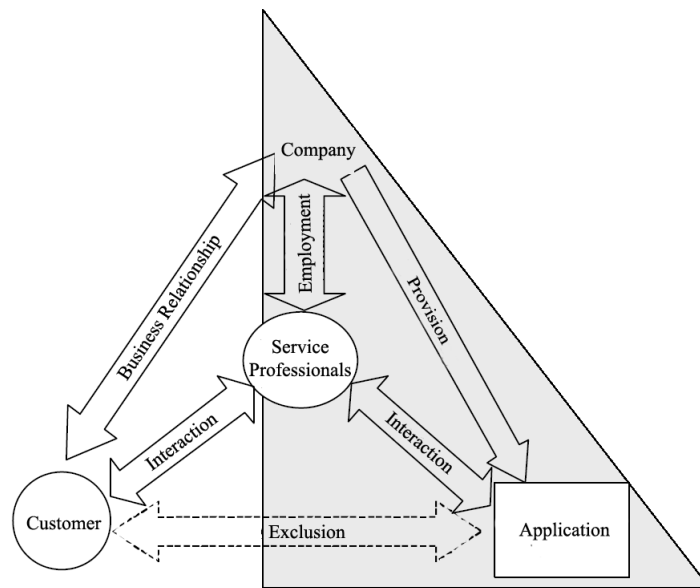 Company
Employment
Business Relationship
Provision
Service
Professionals
Interaction
Interaction
Customer
Exclusion
Application